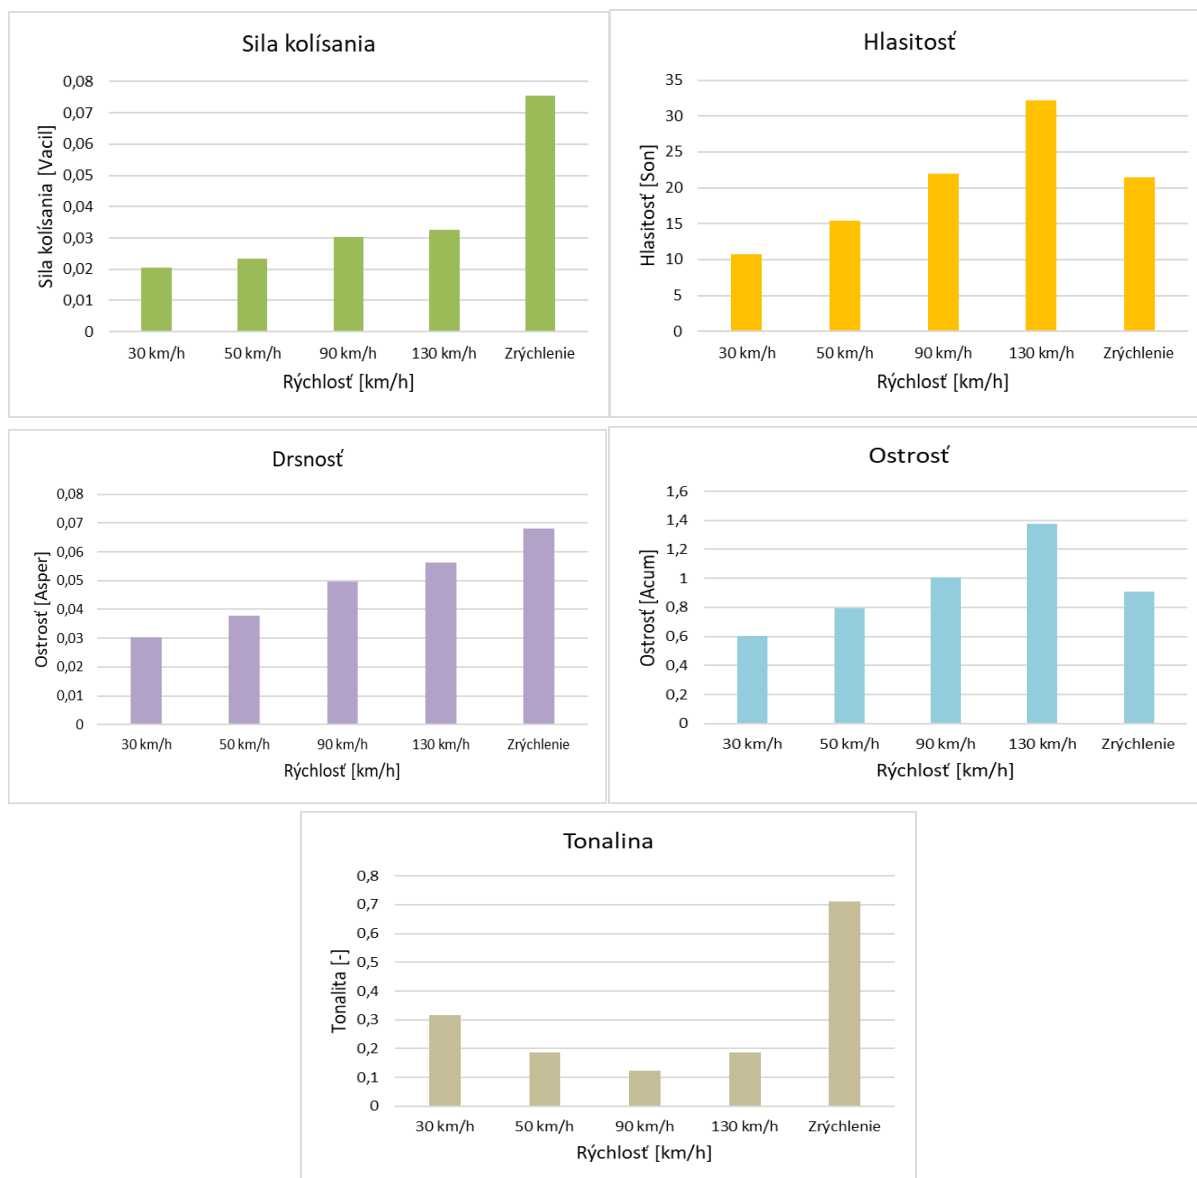 Sila kolísania
Sila kolísania [Vacil]
0,08
0,07
0,06
0,05
0,04
0,03
0,02
0,01
0
30 km/h 50 km/h 90 km/h 130 km/h Zrýchlenie
Rýchlosť [km/h]
Hlasitosť
Hlasitosť [Son]
35
30
25
20
15
10
5
0
30 km/h 50 km/h 90 km/h 130 km/h Zrýchlenie
Rýchlosť [km/h]
Drsnosť
Ostrosť [Asper]
0,08
0,07
0,06
0,05
0,04
0,03
0,02
0,01
0
30 km/h 50 km/h 90 km/h 130 km/h Zrýchlenie
Rýchlosť [km/h]
Ostrosť
Ostrosť [Acum]
1,6
1,4
1,2
1
0,8
0,6
0,4
0,2
0
30 km/h 50 km/h 90 km/h 130 km/h Zrýchlenie
Rýchlosť [km/h]
Tonalina
Tonalita [-]
0,8
0,7
0,6
0,5
0,4
0,3
0,2
0,1
0
30 km/h 50 km/h 90 km/h 130 km/h Zrýchlenie
Rýchlosť [km/h]